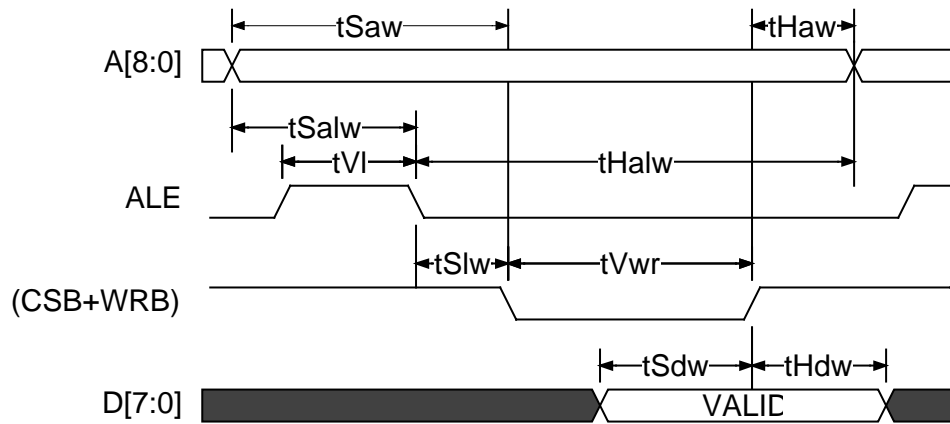 tSaw tHaw
A[8:0]
tSalw
tVl tHalw
ALE
tSlw tVwr
(CSB+WRB)
tSdw tHdw
D[7:0] VALID